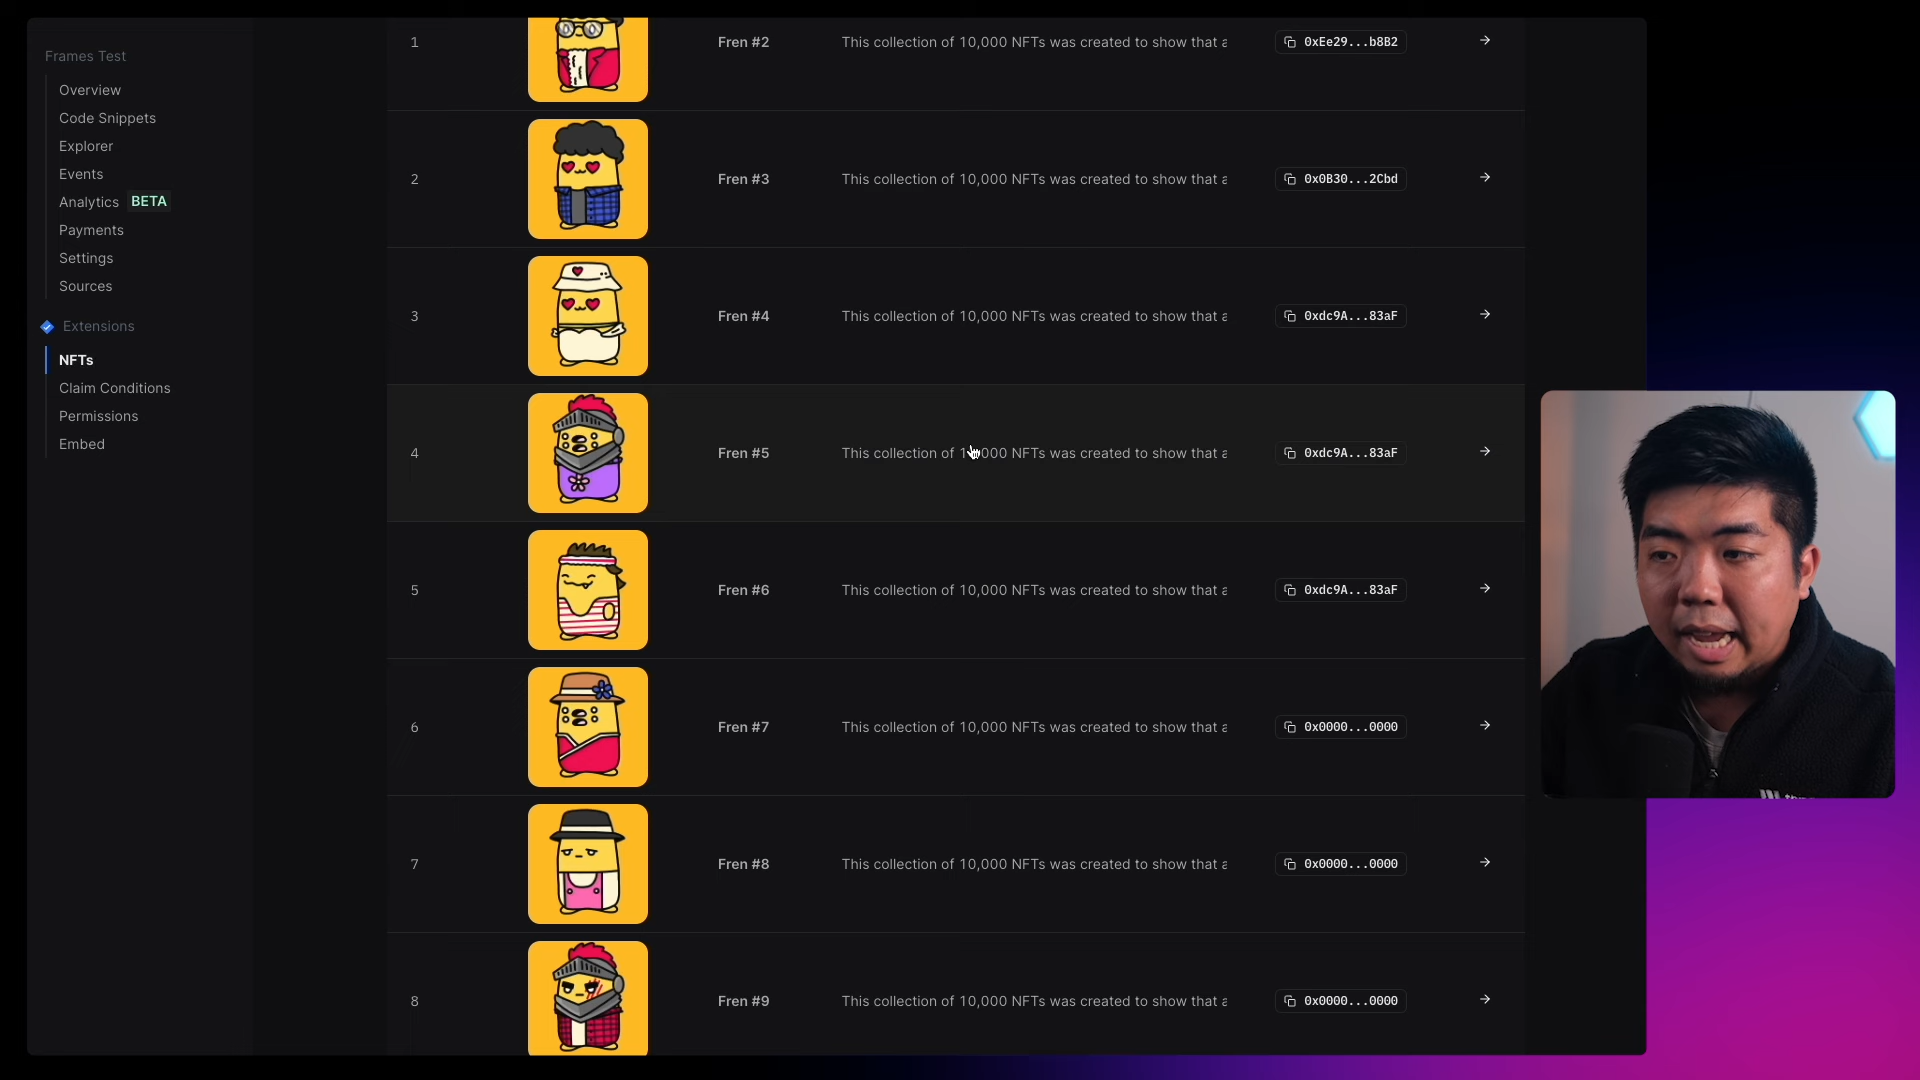 Frames Test
Overview
Code Snippets
Explorer
Events
Analytics BETA
Payments
Settings
Sources
Extensions
NFTs
Claim Conditions
Permissions
Embed
1 Fren #2 This collection of 10,000 NFTs was created to show that a 0xEe29...b8B2
2 Fren #3 This collection of 10,000 NFTs was created to show that a 0x0B30...2Cbd
3 Fren #4 This collection of 10,000 NFTs was created to show that a 0xdc9A...83aF
4 Fren #5 This collection of 10,000 NFTs was created to show that a 0xdc9A...83aF
5 Fren #6 This collection of 10,000 NFTs was created to show that a 0xdc9A...83aF
6 Fren #7 This collection of 10,000 NFTs was created to show that a 0x0000...0000
7 Fren #8 This collection of 10,000 NFTs was created to show that a 0x0000...0000
8 Fren #9 This collection of 10,000 NFTs was created to show that a 0x0000...0000